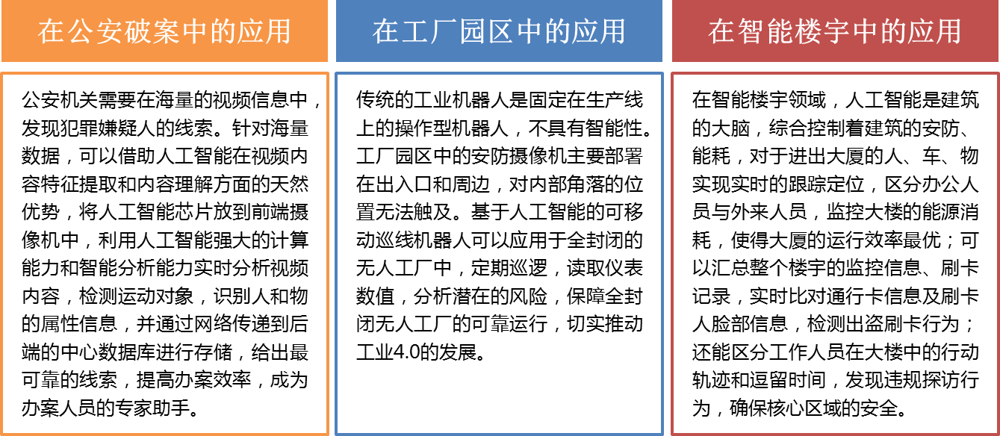 在公安破案中的应用
公安机关需要在海量的视频信息中，
发现犯罪嫌疑人的线索。针对海量
数据，可以借助人工智能在视频内
容特征提取和内容理解方面的天然
优势，将人工智能芯片放到前端摄
像机中，利用人工智能强大的计算
能力和智能分析能力实时分析视频
内容，检测运动对象，识别人和物
的属性信息，并通过网络传递到后
端的中心数据库进行存储，给出最
可靠的线索，提高办案效率，成为
办案人员的专家助手。
在工厂园区中的应用
传统的工业机器人是固定在生产线
上的操作型机器人，不具有智能性。
工厂园区中的安防摄像机主要部署
在出入口和周边，对内部角落的位
置无法触及。基于人工智能的可移
动巡线机器人可以应用于全封闭的
无人工厂中，定期巡逻，读取仪表
数值，分析潜在的风险，保障全封
闭无人工厂的可靠运行，切实推动
工业4.0的发展。
在智能楼宇中的应用
在智能楼宇领域，人工智能是建筑
的大脑，综合控制着建筑的安防、
能耗，对于进出大厦的人、车、物
实现实时的跟踪定位，区分办公人
员与外来人员，监控大楼的能源消
耗，使得大厦的运行效率最优；可
以汇总整个楼宇的监控信息、刷卡
记录，实时比对通行卡信息及刷卡
人脸部信息，检测出盗刷卡行为；
还能区分工作人员在大楼中的行动
轨迹和逗留时间，发现违规探访行
为，确保核心区域的安全。